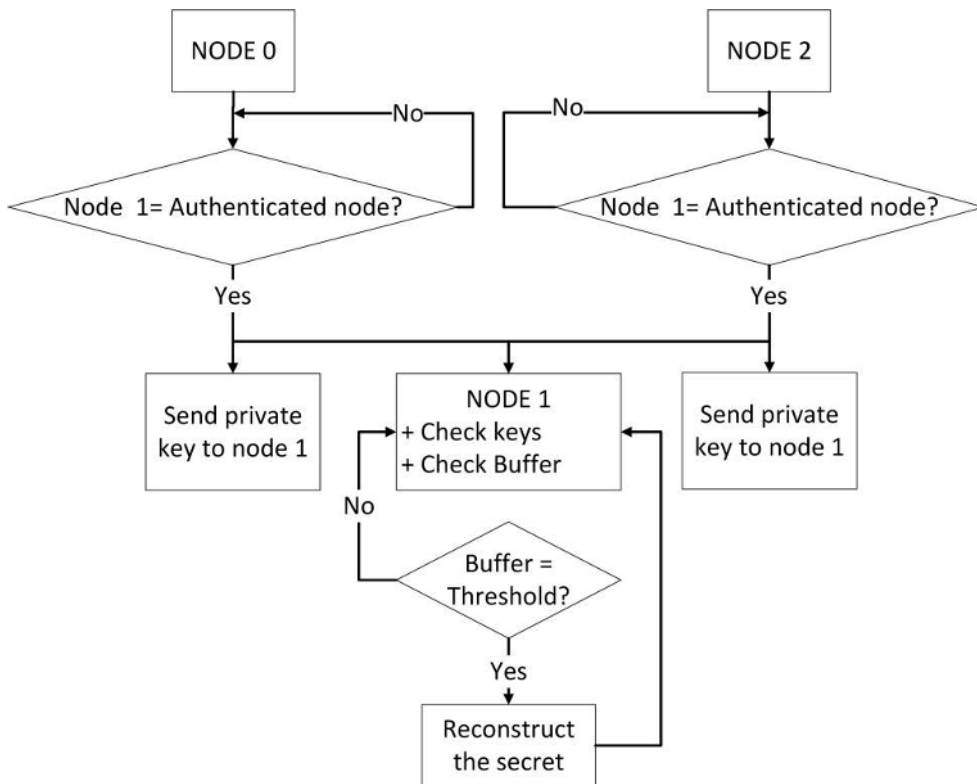 NODE 0
NODE 2
No
No
Node 1= Authenticated node?
Node 1= Authenticated node?
Yes
Yes
Send private
key to node 1
NODE 1
+ Check keys
+ Check Buffer
Send private
key to node 1
No
Buffer =
Threshold?
Yes
Reconstruct
the secret